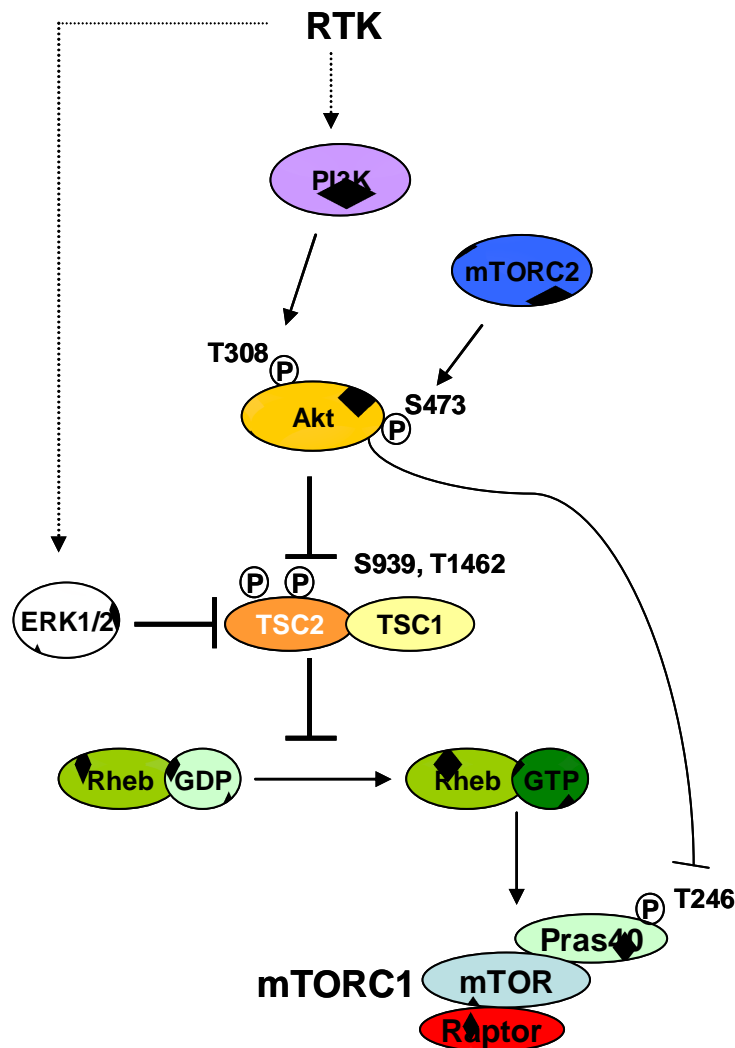 RTK
PI3K
mTORC2
T308
P
Akt
S473
P
S939, T1462
P
P
ERK1/2
TSC2
TSC1
Rheb
GDP
Rheb
GTP
T246
P
Pras40
mTORC1
mTOR
Raptor